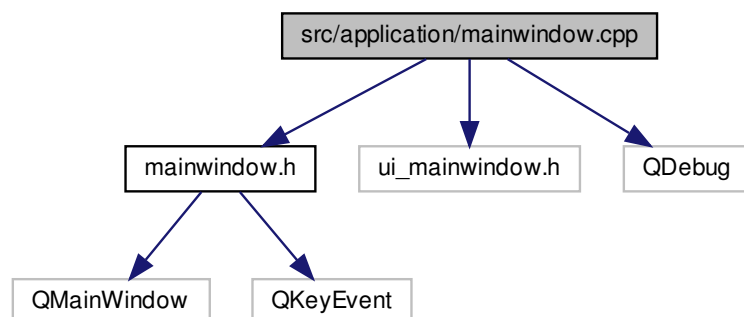 src/application/mainwindow.cpp
mainwindow.h
ui_mainwindow.h
QDebug
QMainWindow
QKeyEvent